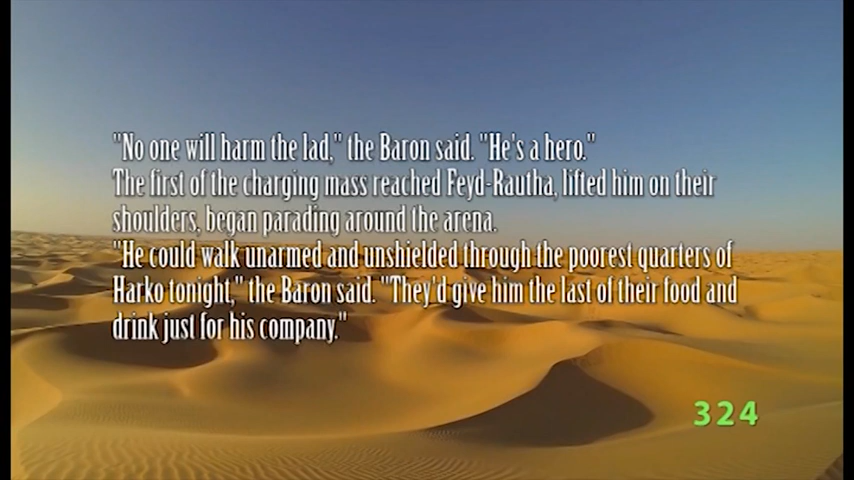 "No one will harm the lad," the Baron said. "He's a hero."
The first of the charging mass reached Feyd-Rautha, lifted him on their
shoulders, began parading around the arena.
"He could walk unarmed and unshielded through the poorest quarters of
Harko tonight," the Baron said. "They'd give him the last of their food and
drink just for his company."
324